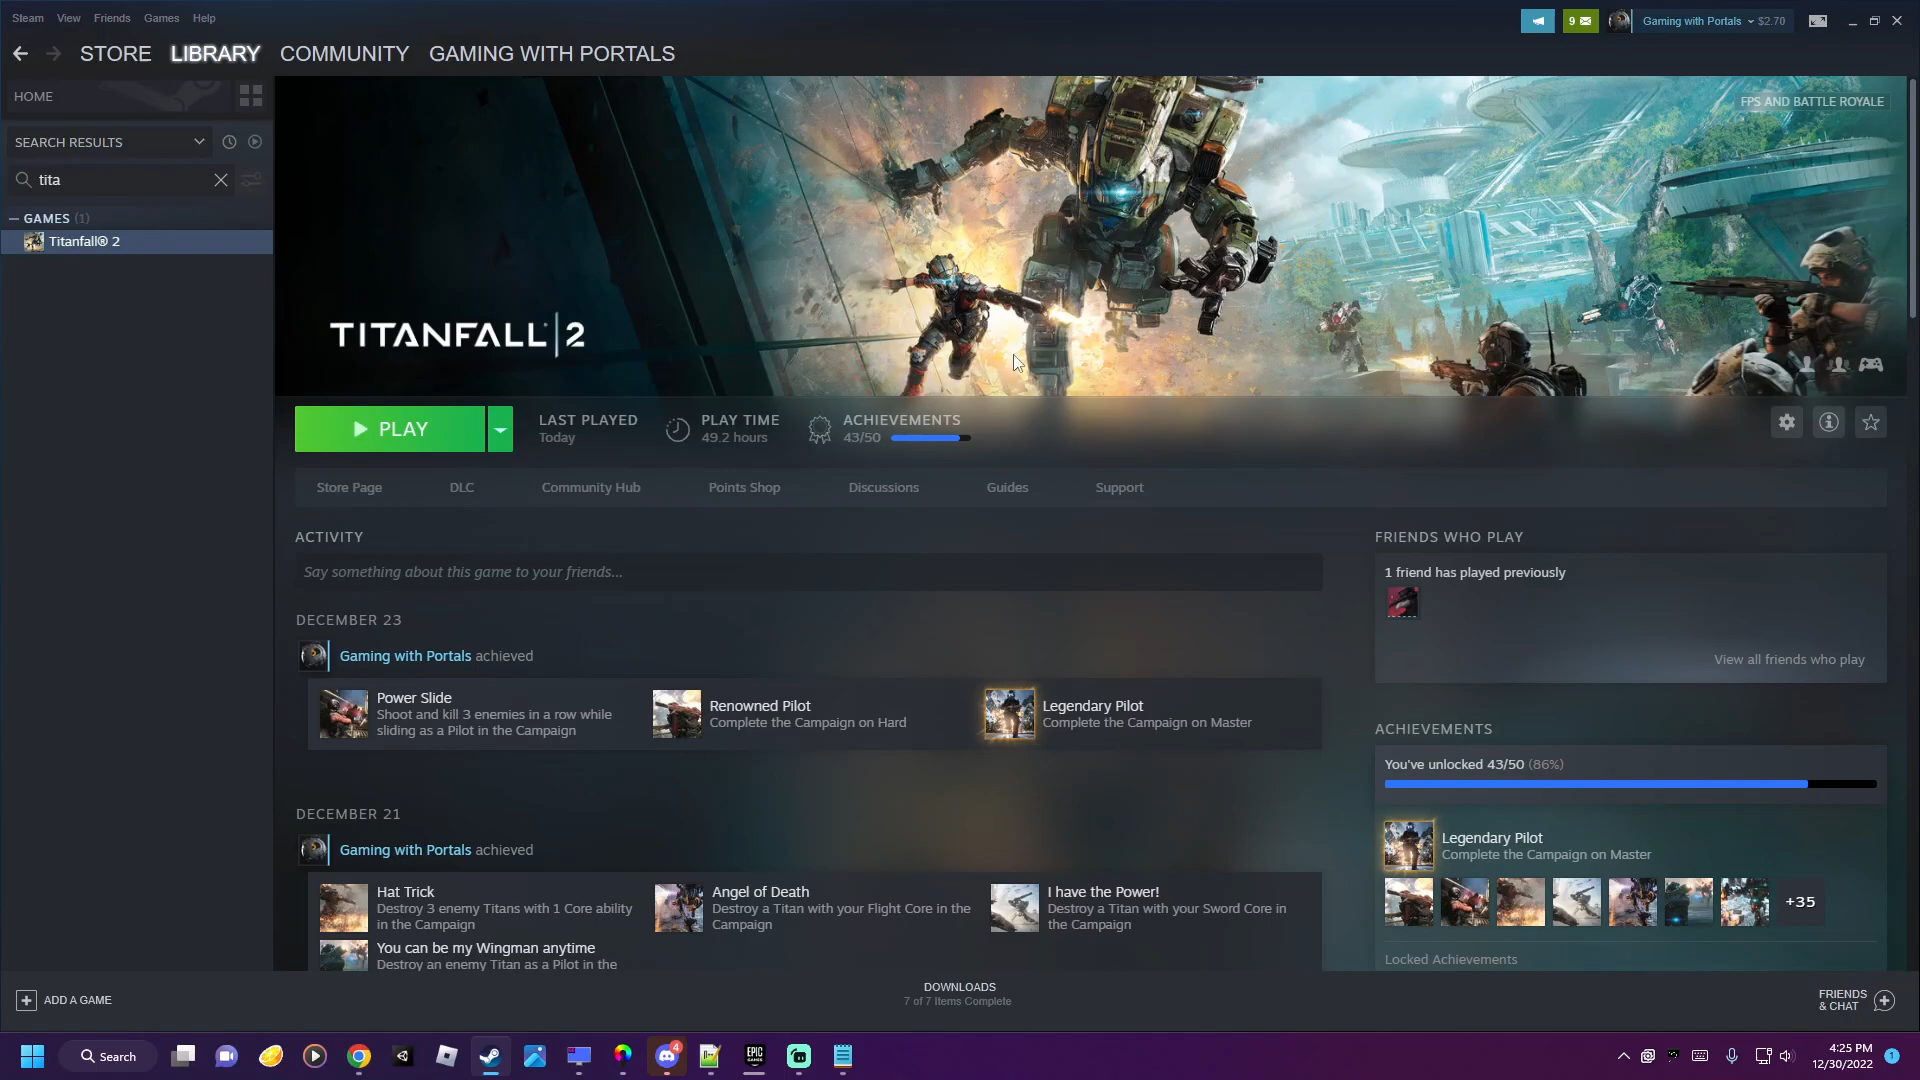 Steam View Friends Games Help
9 Gaming with Portals $2.70
STORE LIBRARY COMMUNITY GAMING WITH PORTALS
HOME
SEARCH RESULTS
tita
GAMES (1)
Titanfall® 2
FPS AND BATTLE ROYALE
TITANFALL 2
PLAY
LAST PLAYED
Today
PLAY TIME
49.2 hours
ACHIEVEMENTS
43/50
Store Page DLC Community Hub Points Shop Discussions Guides Support
ACTIVITY
Say something about this game to your friends...
DECEMBER 23
Gaming with Portals achieved
Power Slide
Shoot and kill 3 enemies in a row while
sliding as a Pilot in the Campaign
Renowned Pilot
Complete the Campaign on Hard
Legendary Pilot
Complete the Campaign on Master
DECEMBER 21
Gaming with Portals achieved
Hat Trick
Destroy 3 enemy Titans with 1 Core ability
in the Campaign
Angel of Death
Destroy a Titan with your Flight Core in the
Campaign
I have the Power!
Destroy a Titan with your Sword Core in
the Campaign
You can be my Wingman anytime
Destroy an enemy Titan as a Pilot in the
FRIENDS WHO PLAY
1 friend has played previously
View all friends who play
ACHIEVEMENTS
You've unlocked 43/50 (86%)
Legendary Pilot
Complete the Campaign on Master
+35
Locked Achievements
ADD A GAME
DOWNLOADS
7 of 7 Items Complete
FRIENDS
& CHAT
Search
4
EPIC
GAMES
4:25 PM
12/30/2022
1